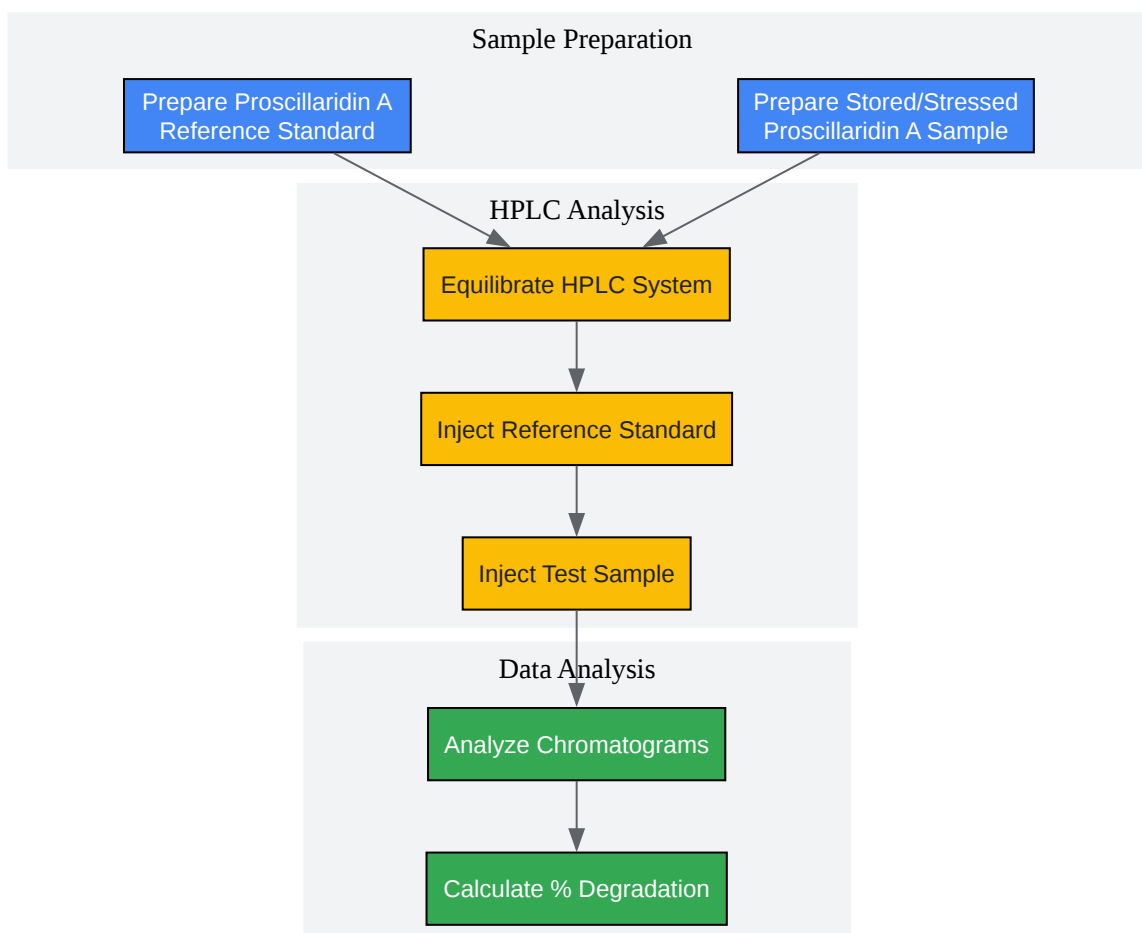 Sample Preparation
Prepare Proscillaridin A
Reference Standard
Prepare Stored/Stressed
Proscillaridin A Sample
HPLC Analysis
Equilibrate HPLC System
Inject Reference Standard
Inject Test Sample
Data Analysis
Analyze Chromatograms
Calculate % Degradation